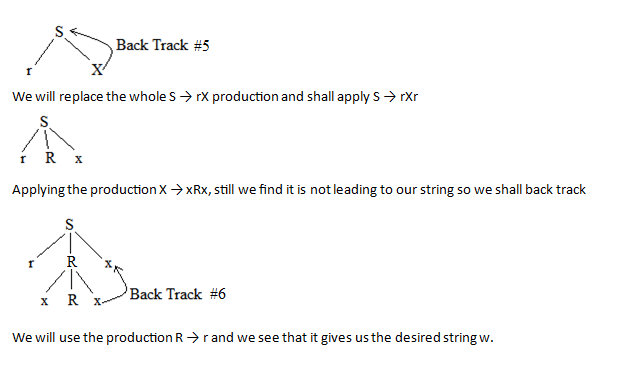 S
Back Track #5
r X
We will replace the whole S → rX production and shall apply S → rXr
S
r R x
Applying the production X → xRx, still we find it is not leading to our string so we shall back track
S
r R x
x R x Back Track #6
We will use the production R → r and we see that it gives us the desired string w.